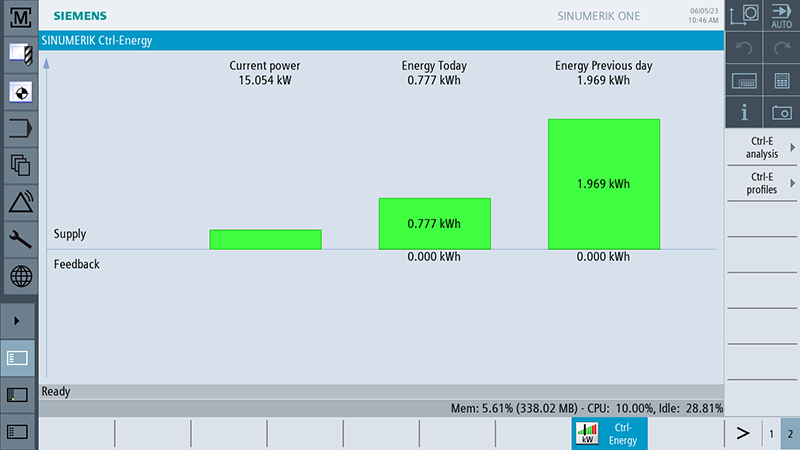 M
SIEMENS
SINUMERIK ONE
06/05/23
10:46 AM
AUTO
SINUMERIK Ctrl-Energy
Current power
15.054 kW
Energy Today
0.777 kWh
Energy Previous day
1.969 kWh
i
Ctrl-E
analysis
Ctrl-E
profiles
1.969 kWh
0.777 kWh
Supply
0.000 kWh
0.000 kWh
Feedback
Ready
Mem: 5.61% (338.02 MB) - CPU: 10.00%, Idle: 28.81%
kW
Ctrl-
Energy
>
1
2